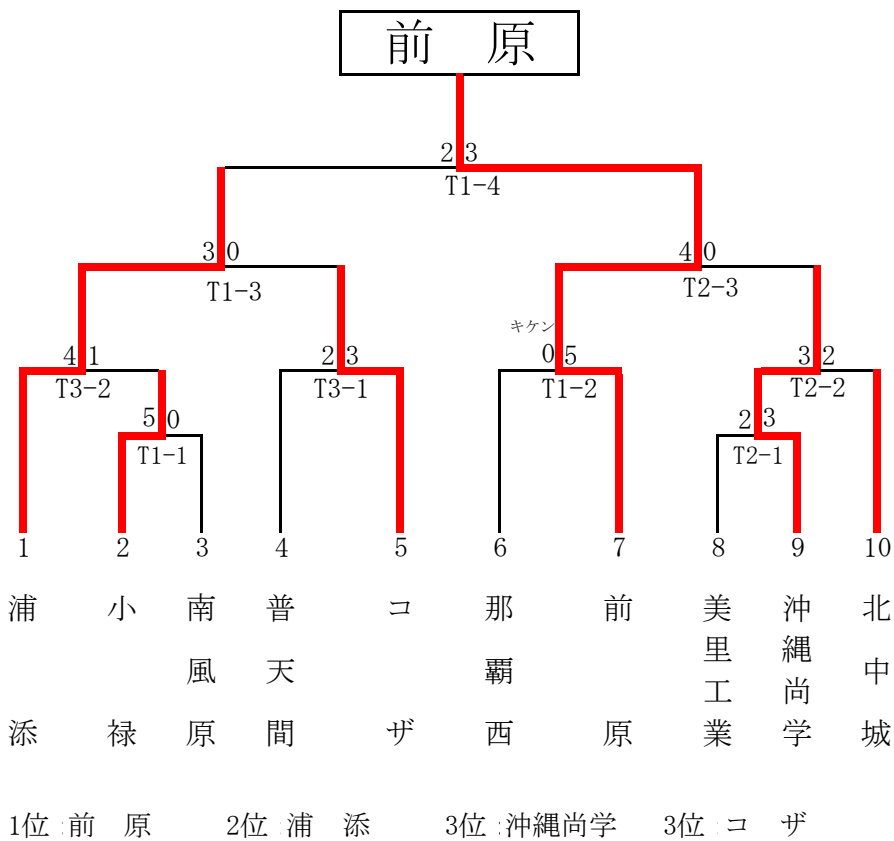 前　原
2 3
T1-4
3 0
4 0
T1-3
T2-3
キケン
4 1
2 3
0 5
3 2
T3-2
T3-1
T1-2
T2-2
5 0
2 3
T1-1
T2-1
1 2 3 4 5 6 7 8 9 10
浦添
小禄
南風原
普天間
コザ
那覇西
前原
美里工業
沖縄尚学
北中城
1位:前　原　2位:浦　添　3位:沖縄尚学　3位:コ　ザ